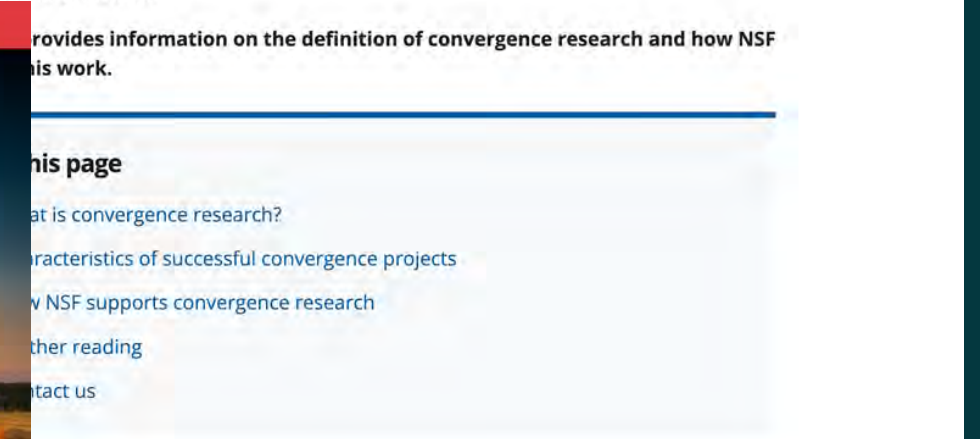 rovides information on the definition of convergence research and how NSF
his work.
his page
at is convergence research?
aracteristics of successful convergence projects
w NSF supports convergence research
ther reading
ntact us